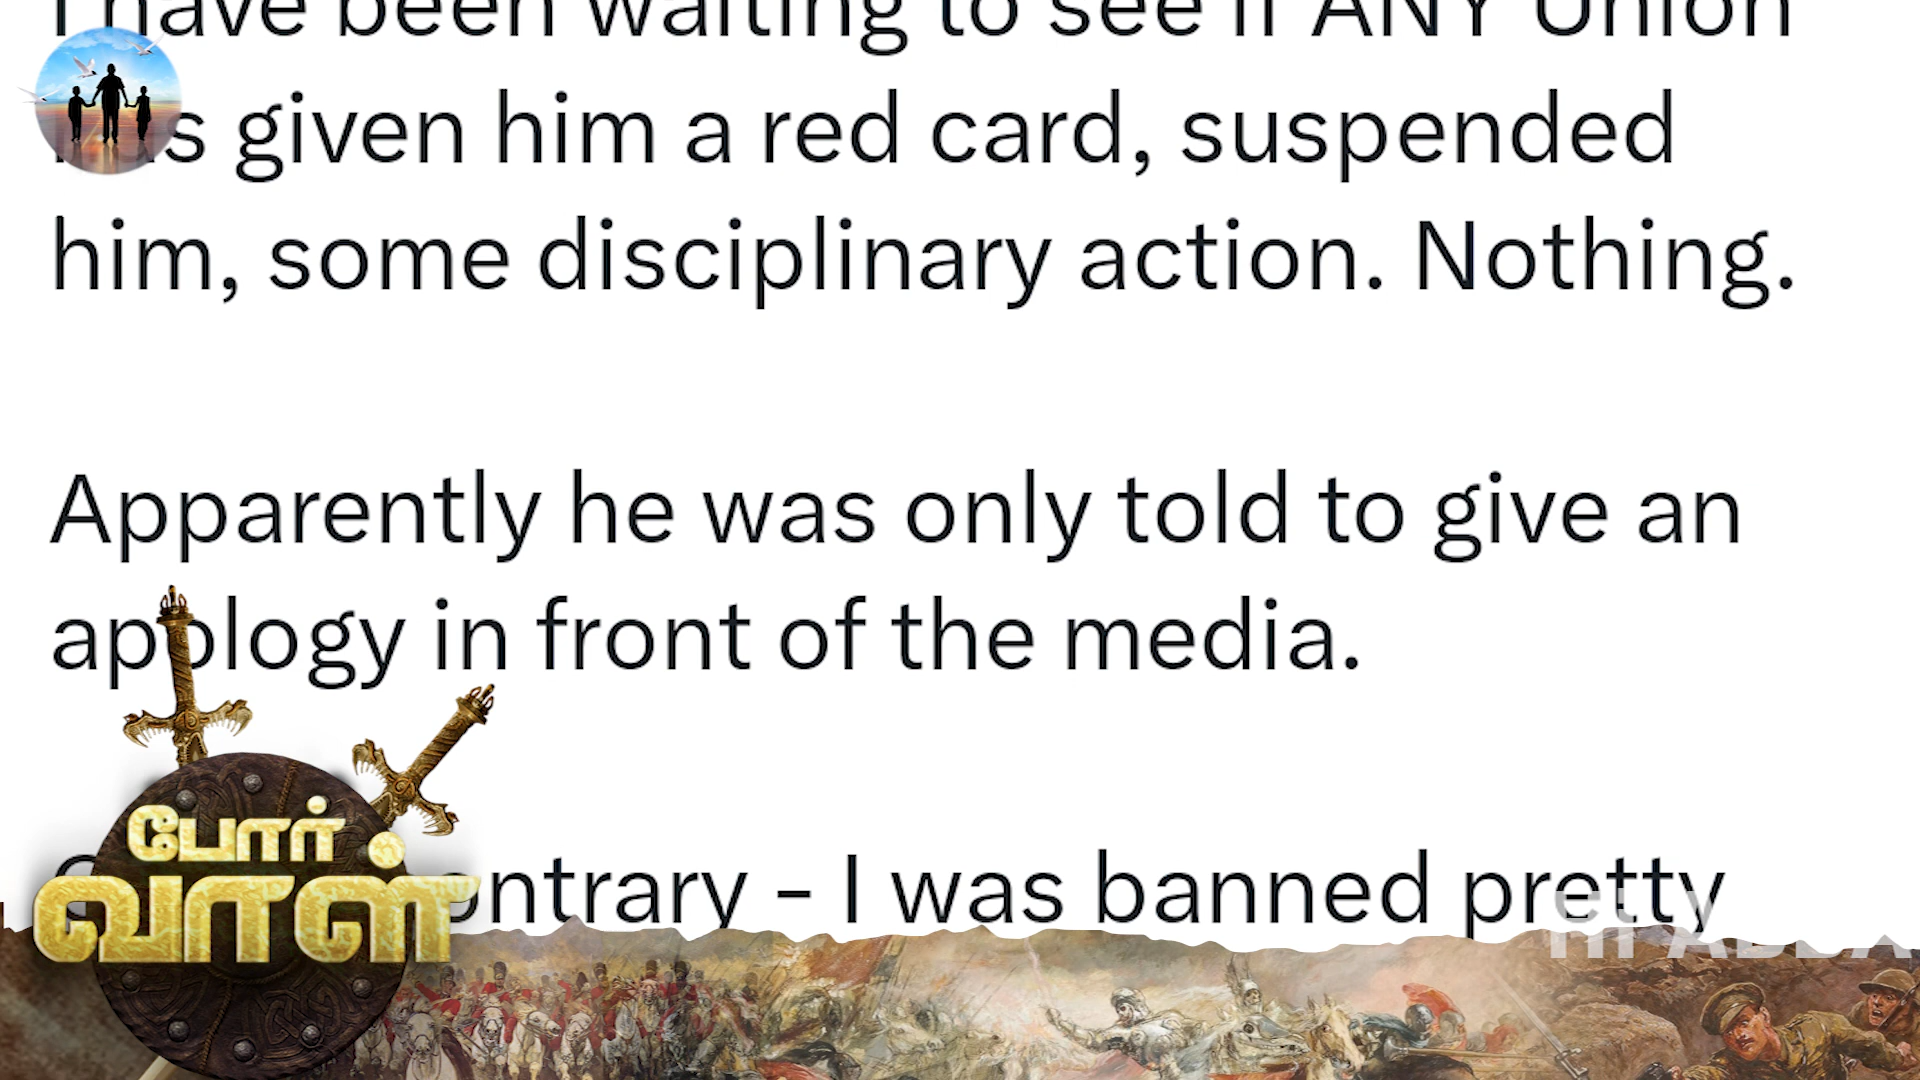 I have been waiting to see if ANY Union
given him a red card, suspended
him, some disciplinary action. Nothing.
Apparently he was only told to give an
apology in front of the media.
- I was banned pretty
போர்
வாள்